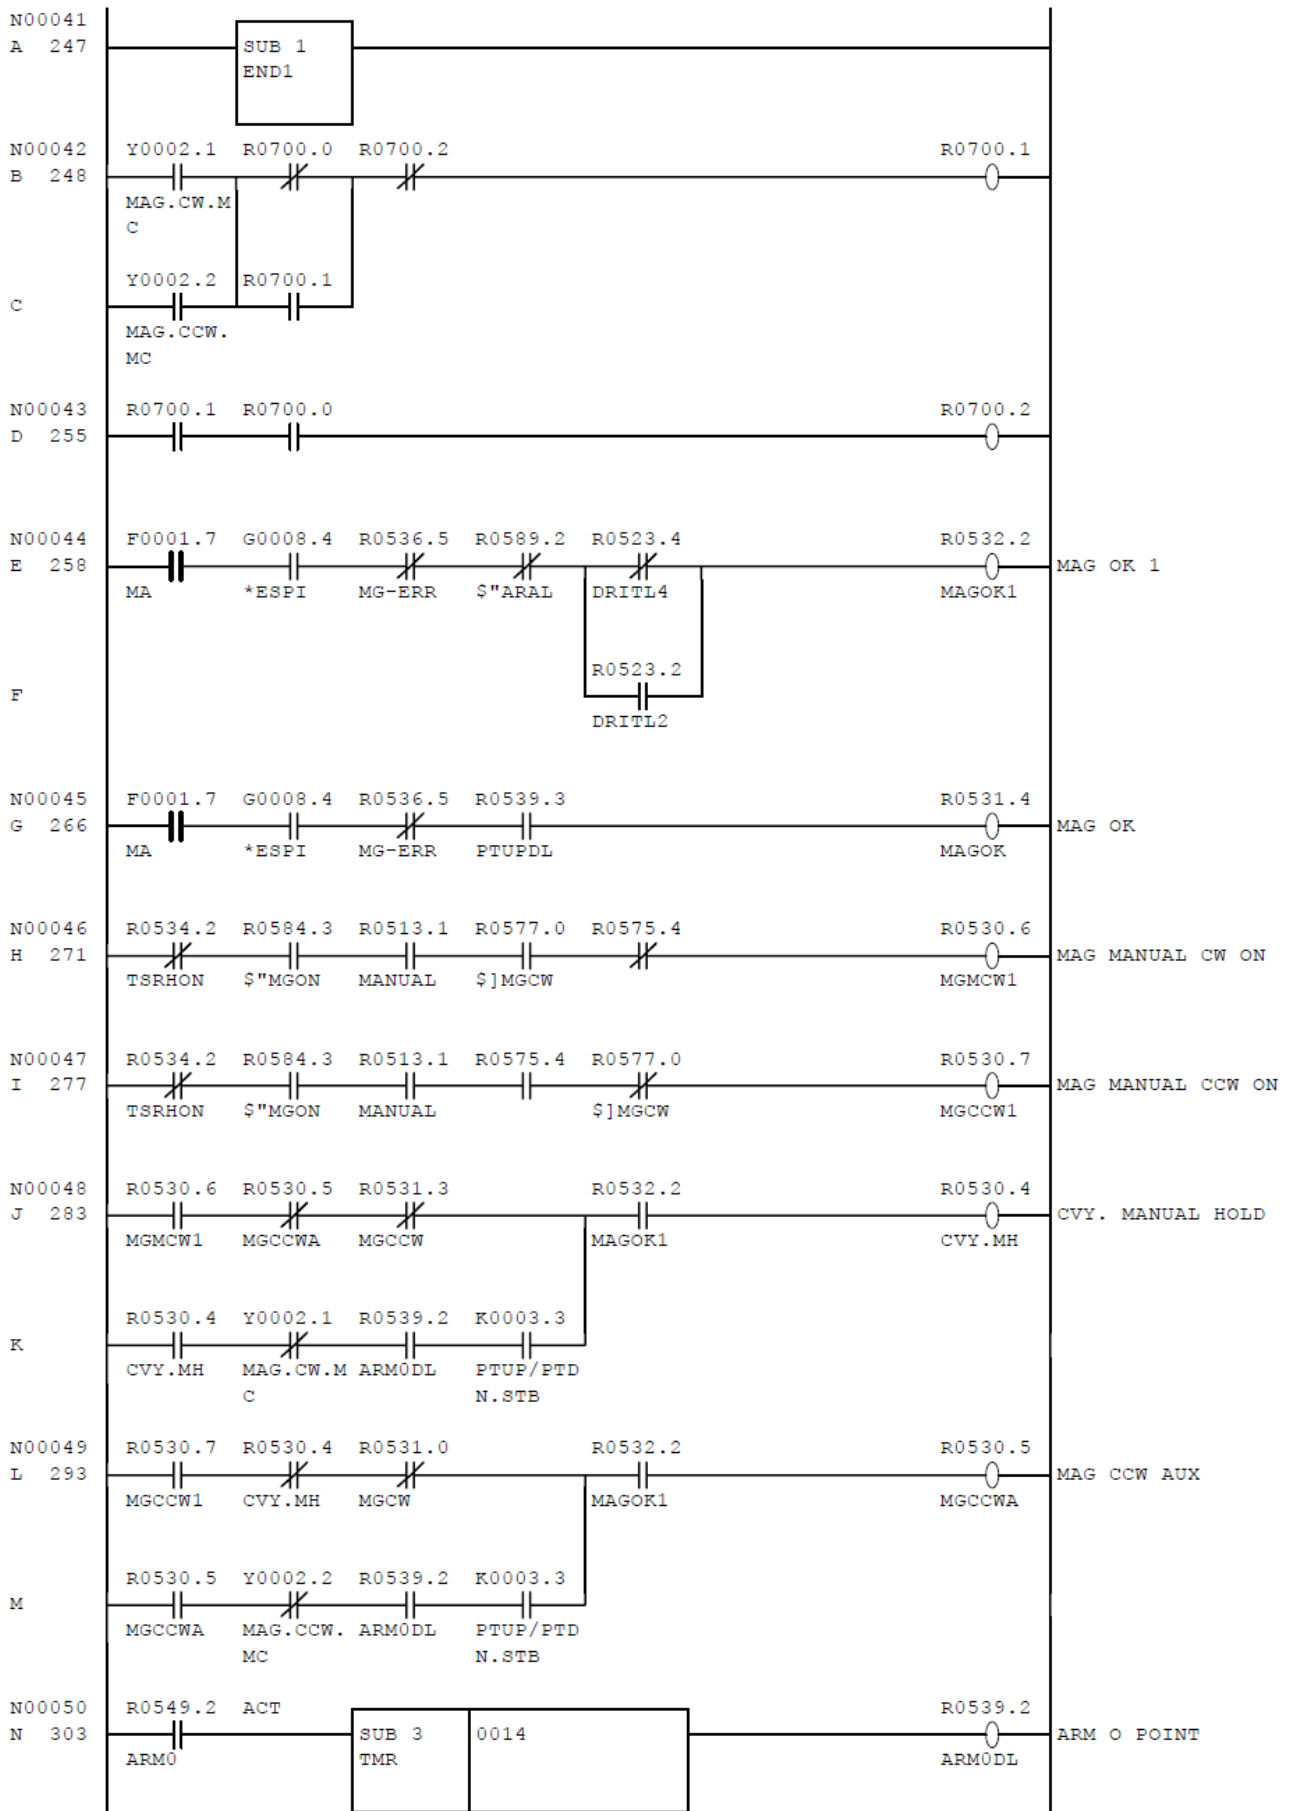 N00041
A 247
SUB 1
END1
N00042 Y0002.1 R0700.0 R0700.2 R0700.1
B 248
MAG.CW.M
C
Y0002.2 R0700.1
C
MAG.CCW.
MC
N00043 R0700.1 R0700.0 R0700.2
D 255
N00044 F0001.7 G0008.4 R0536.5 R0589.2 R0523.4 R0532.2
E 258 MAG OK 1
MA *ESPI MG-ERR $"ARAL DRITL4 MAGOK1
R0523.2
F
DRITL2
N00045 F0001.7 G0008.4 R0536.5 R0539.3 R0531.4
G 266 MAG OK
MA *ESPI MG-ERR PTUPDL MAGOK
N00046 R0534.2 R0584.3 R0513.1 R0577.0 R0575.4 R0530.6
H 271 MAG MANUAL CW ON
TSRHON $"MGON MANUAL $]MGCW MGMCW1
N00047 R0534.2 R0584.3 R0513.1 R0575.4 R0577.0 R0530.7
I 277 MAG MANUAL CCW ON
TSRHON $"MGON MANUAL $]MGCW MGCCW1
N00048 R0530.6 R0530.5 R0531.3 R0532.2 R0530.4
J 283 CVY. MANUAL HOLD
MGMCW1 MGCCWA MGCCW MAGOK1 CVY.MH
R0530.4 Y0002.1 R0539.2 K0003.3
K
CVY.MH MAG.CW.M ARM0DL PTUP/PTD
C N.STB
N00049 R0530.7 R0530.4 R0531.0 R0532.2 R0530.5
L 293 MAG CCW AUX
MGCCW1 CVY.MH MGCW MAGOK1 MGCCWA
R0530.5 Y0002.2 R0539.2 K0003.3
M
MGCCWA MAG.CCW. ARM0DL PTUP/PTD
MC N.STB
N00050 R0549.2 ACT R0539.2
N 303 SUB 3 0014 ARM O POINT
ARM0 TMR ARM0DL